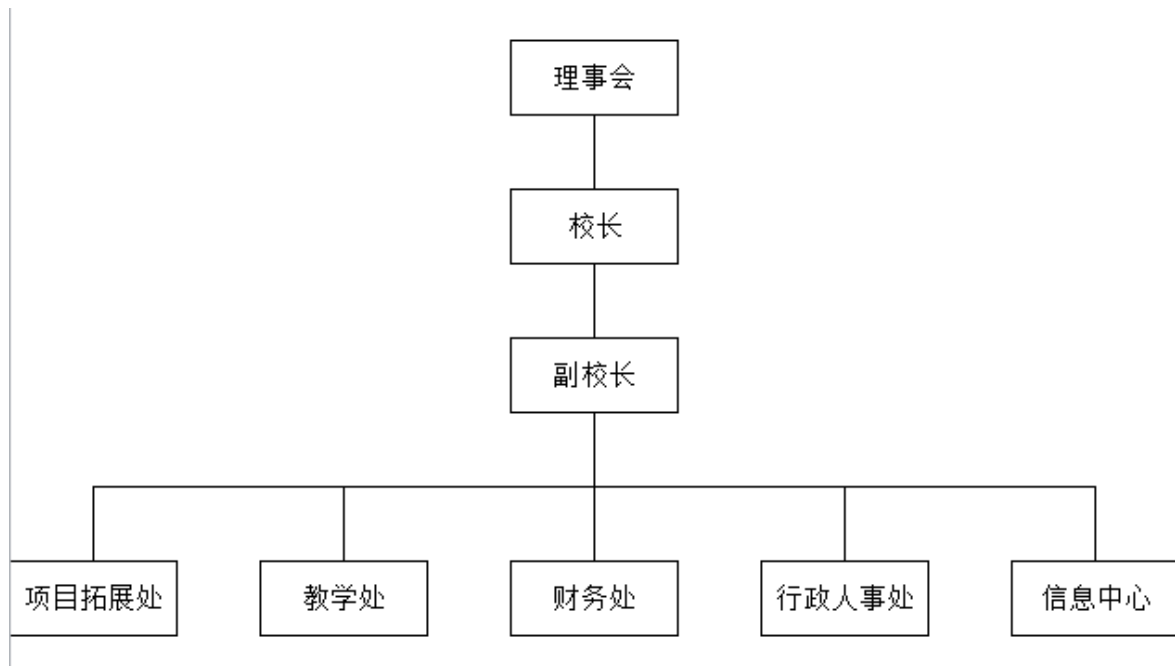 理事会
校长
副校长
项目拓展处
教学处
财务处
行政人事处
信息中心